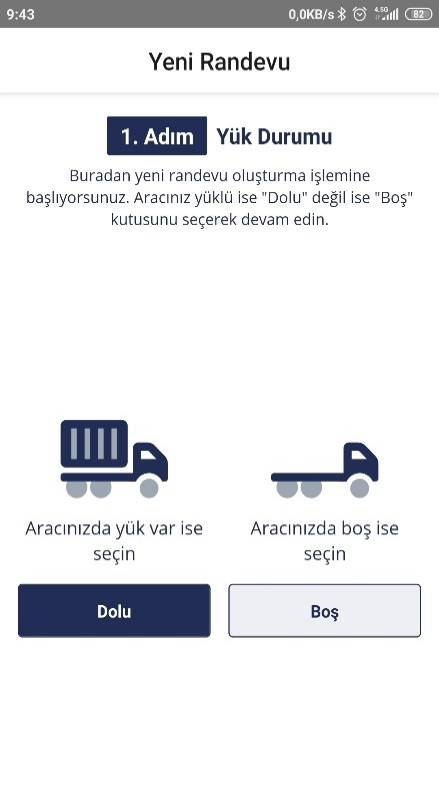 9:43
0,0KB/s 4.5G 82
Yeni Randevu
1. Adım Yük Durumu
Buradan yeni randevu oluşturma işlemine
başlıyorsunuz. Aracınız yüklü ise "Dolu" değil ise "Boş"
kutusunu seçerek devam edin.
Aracınızda yük var ise
seçin
Aracınızda boş ise
seçin
Dolu
Boş